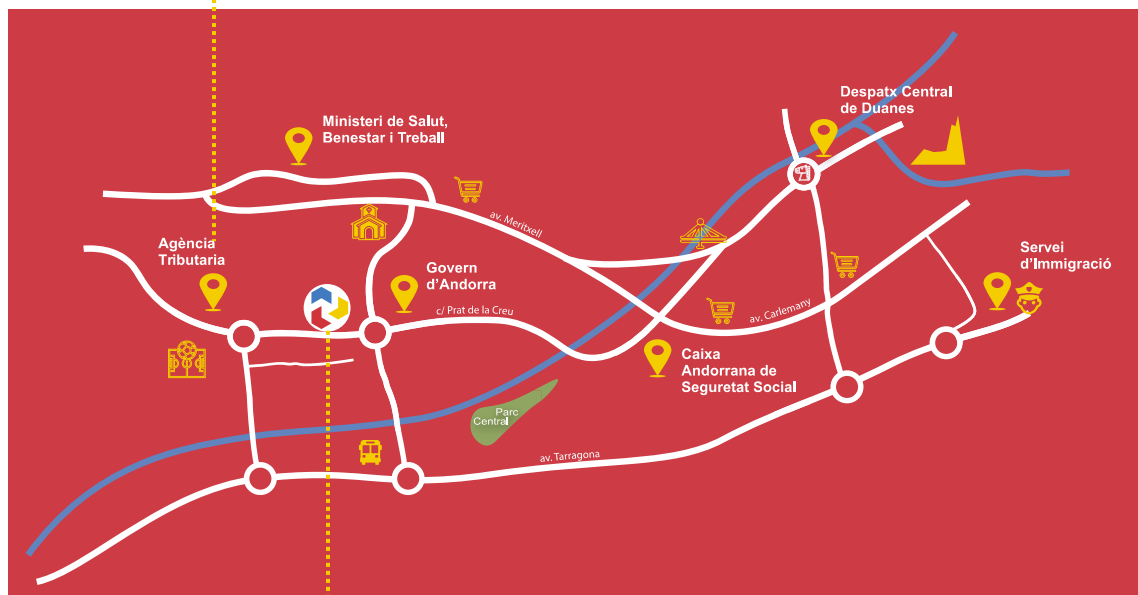 Despatx Central
de Duanes
Ministeri de Salut,
Benestar i Treball
av. Meritxell
Agència
Tributaria
Govern
d'Andorra
Servei
d'Immigració
c/ Prat de la Creu
av. Carlemany
Caixa
Andorrana de
Seguretat Social
Parc
Central
av. Tarragona